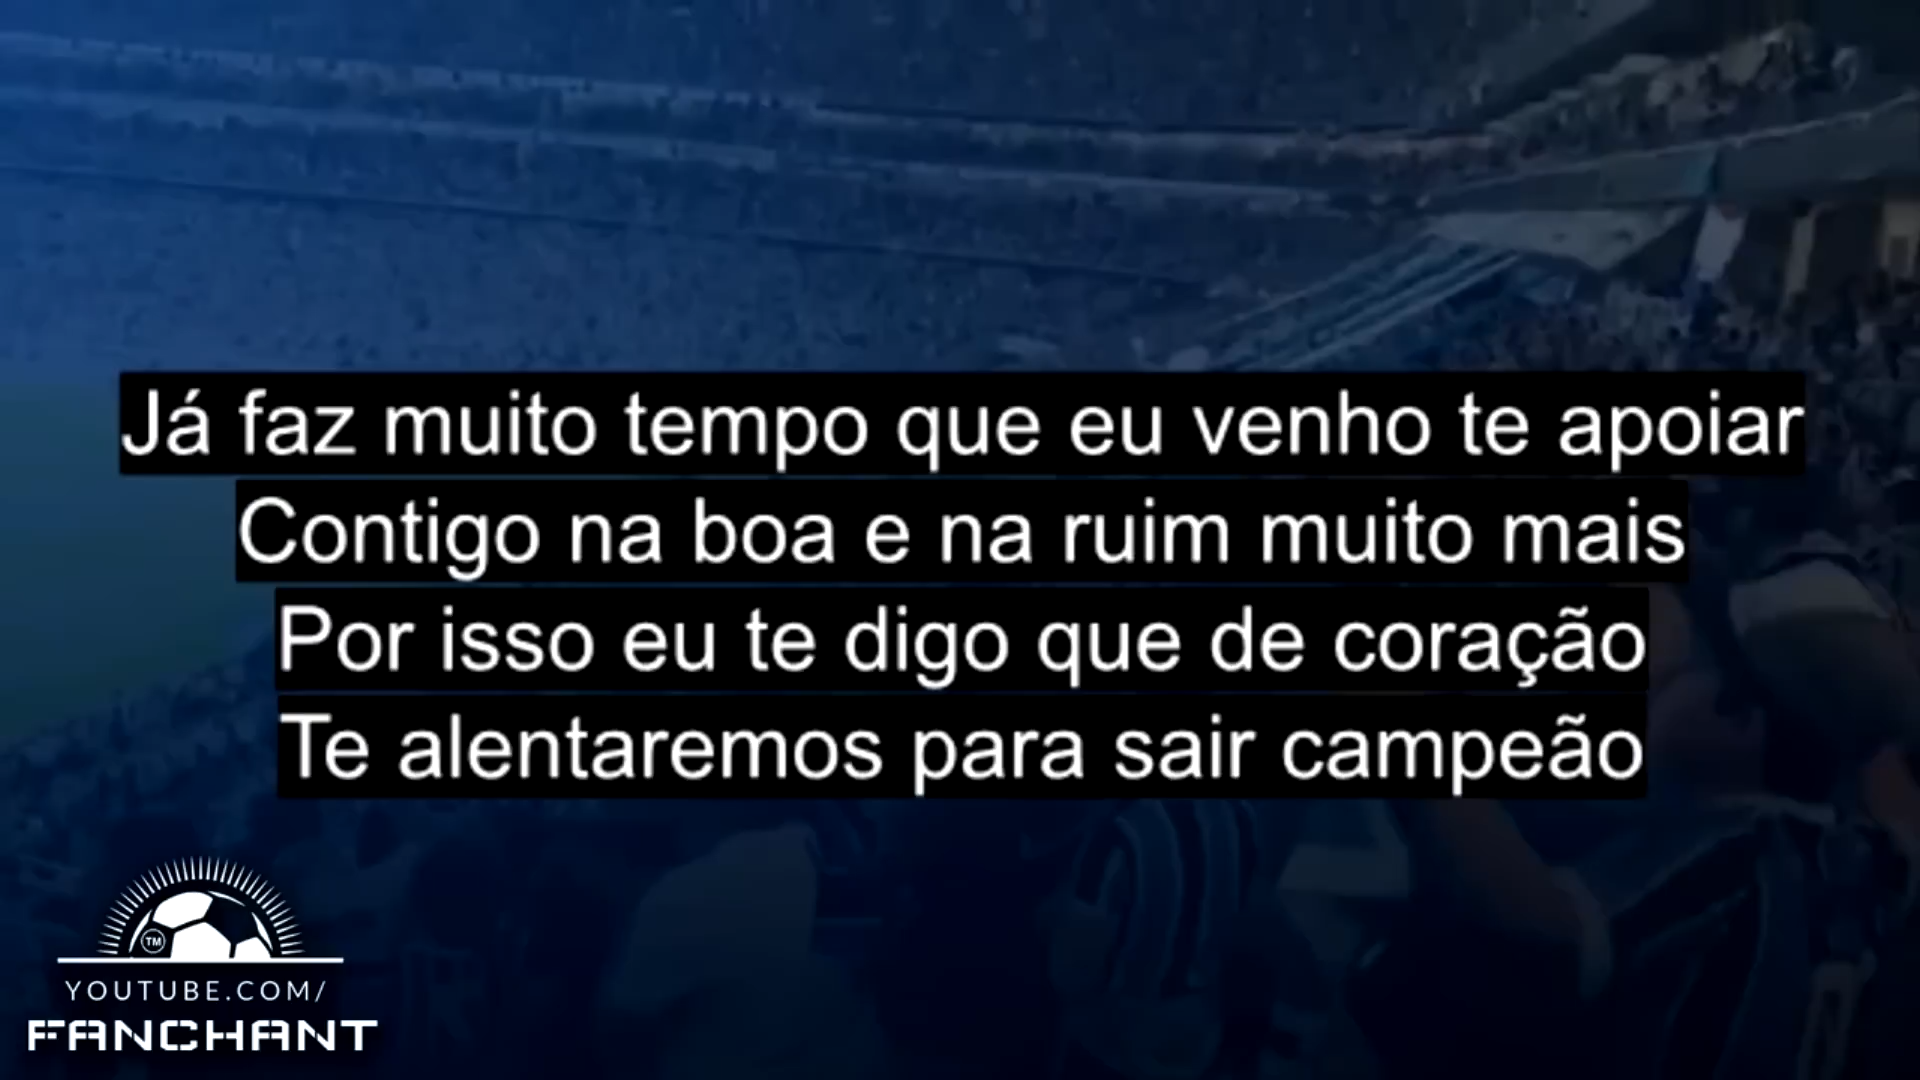 Já faz muito tempo que eu venho te apoiar
Contigo na boa e na ruim muito mais
Por isso eu te digo que de coração
Te alentaremos para sair campeão
TM
YOUTUBE.COM/
FANCHANT